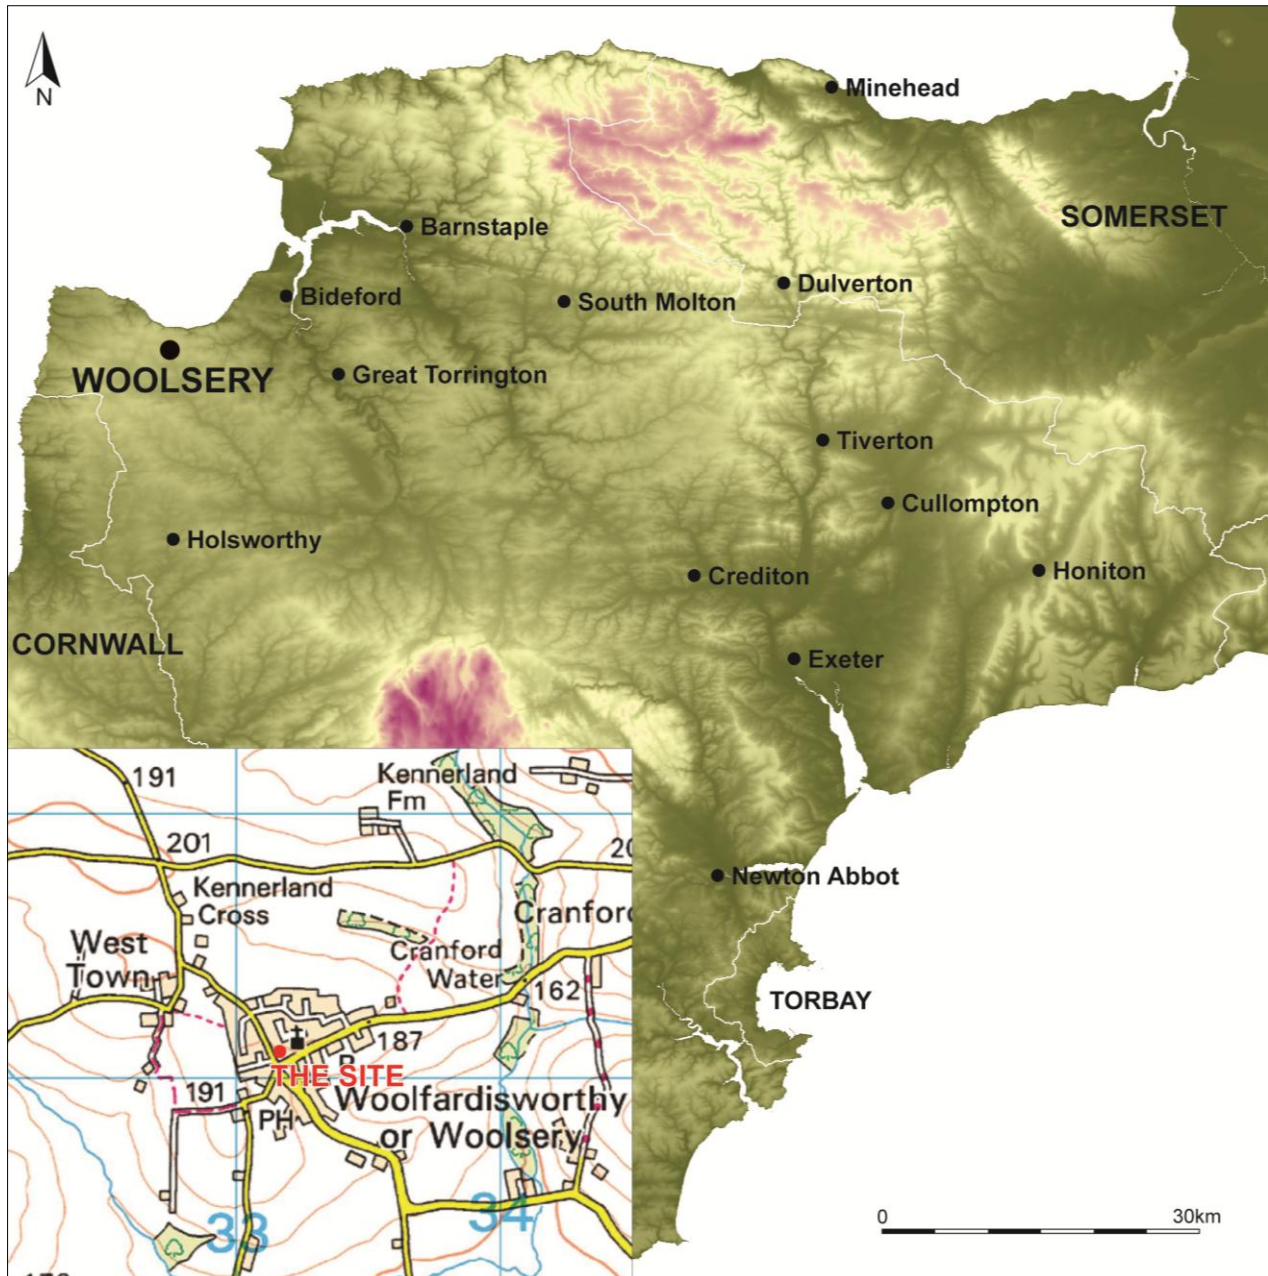 N
Minehead
SOMERSET
Barnstaple
Dulverton
Bideford
South Molton
WOOLSERY
Great Torrington
Tiverton
Cullompton
Holsworthy
Crediton
Honiton
CORNWALL
Exeter
Newton Abbot
TORBAY
0
30km
191
Kennerland
Fm
201
20
Kennerland
Cross
Cranford
West
Town
Cranford
Water
162
187
THE SITE
191
PH
Woolfardisworthy
or Woolsery
33
34